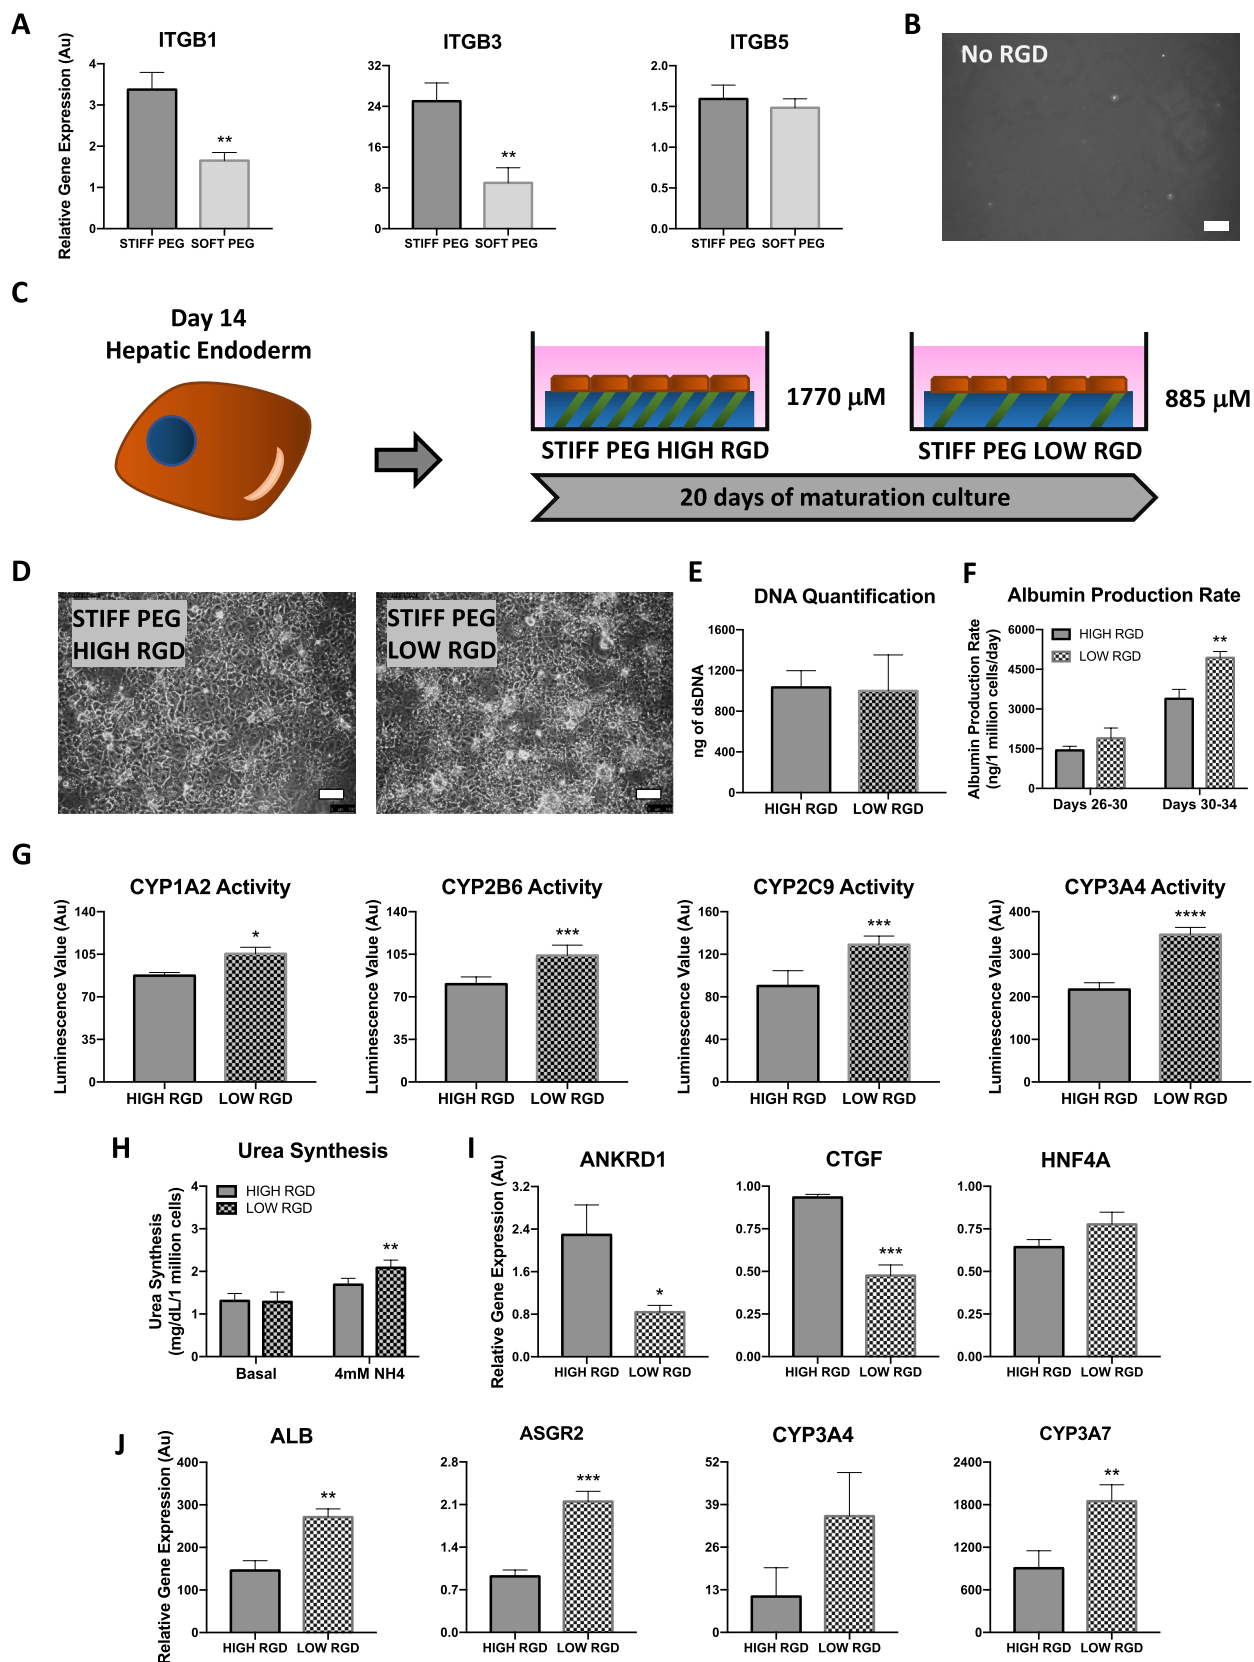 A
ITGB1
ITGB3
ITGB5
B
No RGD
Relative Gene Expression (Au)
4
3
2
1
0
**
STIFF PEG SOFT PEG
32
24
16
8
0
**
STIFF PEG SOFT PEG
2.0
1.5
1.0
0.5
0.0
STIFF PEG SOFT PEG
C
Day 14
Hepatic Endoderm
1770 µM
885 µM
STIFF PEG HIGH RGD
STIFF PEG LOW RGD
20 days of maturation culture
D
STIFF PEG
HIGH RGD
STIFF PEG
LOW RGD
E
DNA Quantification
ng of dsDNA
1600
1200
800
400
0
HIGH RGD LOW RGD
F
Albumin Production Rate
Albumin Production Rate
(ng/1 million cells/day)
6000
4500
3000
1500
0
HIGH RGD
LOW RGD
**
Days 26-30 Days 30-34
G
CYP1A2 Activity
Luminescence Value (Au)
140
105
70
35
0
*
HIGH RGD LOW RGD
CYP2B6 Activity
Luminescence Value (Au)
140
105
70
35
0
***
HIGH RGD LOW RGD
CYP2C9 Activity
Luminescence Value (Au)
160
120
80
40
0
***
HIGH RGD LOW RGD
CYP3A4 Activity
Luminescence Value (Au)
400
300
200
100
0
****
HIGH RGD LOW RGD
H
Urea Synthesis
Urea Synthesis
(mg/dL/1 million cells)
4
3
2
1
0
HIGH RGD
LOW RGD
**
Basal 4mM NH4
I
ANKRD1
Relative Gene Expression (Au)
3.2
2.4
1.6
0.8
0.0
*
HIGH RGD LOW RGD
CTGF
1.00
0.75
0.50
0.25
0.00
***
HIGH RGD LOW RGD
HNF4A
1.00
0.75
0.50
0.25
0.00
HIGH RGD LOW RGD
J
ALB
Relative Gene Expression (Au)
400
300
200
100
0
**
HIGH RGD LOW RGD
ASGR2
2.8
2.1
1.4
0.7
0.0
***
HIGH RGD LOW RGD
CYP3A4
52
39
26
13
0
HIGH RGD LOW RGD
CYP3A7
2400
1800
1200
600
0
**
HIGH RGD LOW RGD